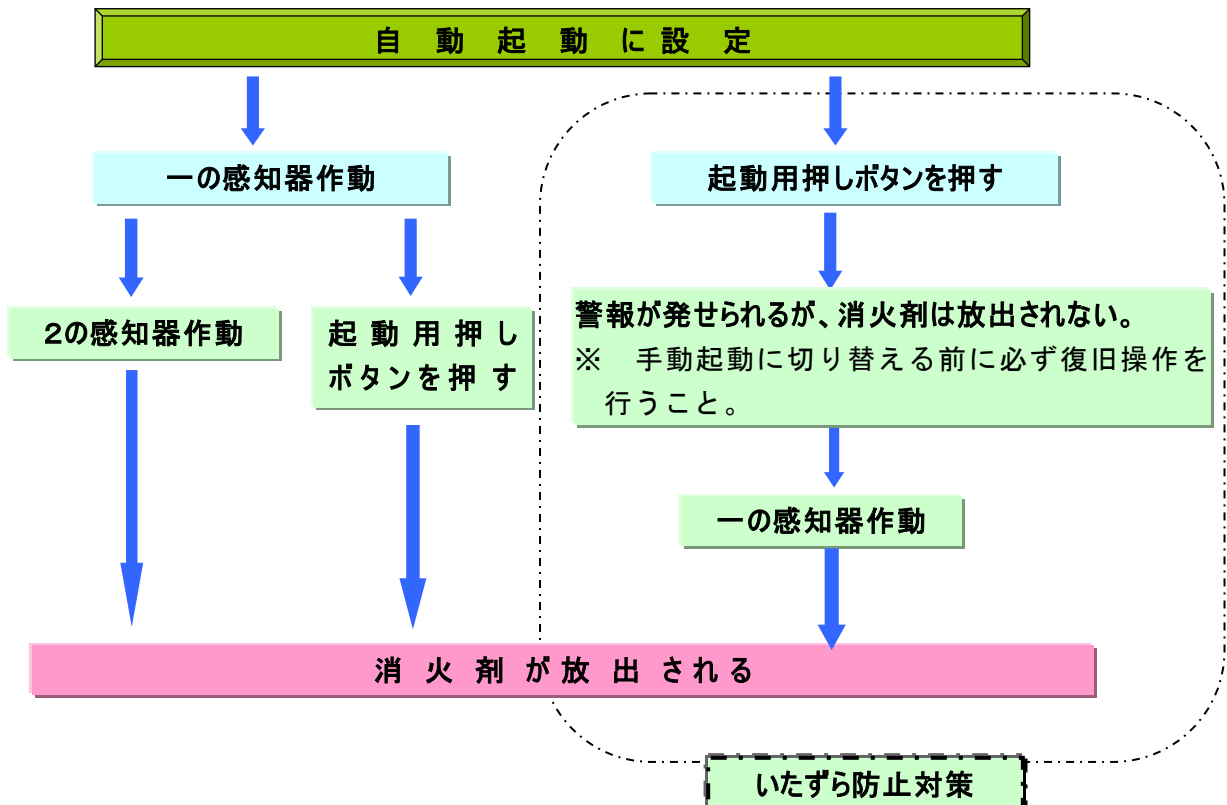 自動起動に設定
一の感知器作動
起動用押しボタンを押す
2の感知器作動
起動用押し
ボタンを押す
警報が発せられるが、消火剤は放出されない。
※　手動起動に切り替える前に必ず復旧操作を
行うこと。
一の感知器作動
消火剤が放出される
いたずら防止対策